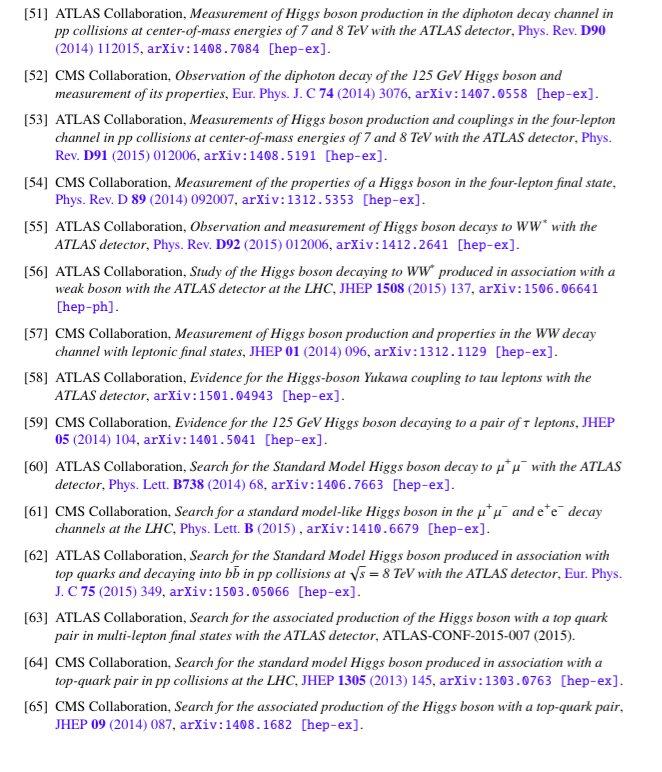 [51] ATLAS Collaboration, Measurement of Higgs boson production in the diphoton decay channel in
pp collisions at center-of-mass energies of 7 and 8 TeV with the ATLAS detector, Phys. Rev. D90
(2014) 112015, arXiv:1408.7084 [hep-ex].
[52] CMS Collaboration, Observation of the diphoton decay of the 125 GeV Higgs boson and
measurement of its properties, Eur. Phys. J. C 74 (2014) 3076, arXiv:1407.0558 [hep-ex].
[53] ATLAS Collaboration, Measurements of Higgs boson production and couplings in the four-lepton
channel in pp collisions at center-of-mass energies of 7 and 8 TeV with the ATLAS detector, Phys.
Rev. D91 (2015) 012006, arXiv:1408.5191 [hep-ex].
[54] CMS Collaboration, Measurement of the properties of a Higgs boson in the four-lepton final state,
Phys. Rev. D 89 (2014) 092007, arXiv:1312.5353 [hep-ex].
[55] ATLAS Collaboration, Observation and measurement of Higgs boson decays to WW* with the
ATLAS detector, Phys. Rev. D92 (2015) 012006, arXiv:1412.2641 [hep-ex].
[56] ATLAS Collaboration, Study of the Higgs boson decaying to WW* produced in association with a
weak boson with the ATLAS detector at the LHC, JHEP 1508 (2015) 137, arXiv:1506.06641
[hep-ph].
[57] CMS Collaboration, Measurement of Higgs boson production and properties in the WW decay
channel with leptonic final states, JHEP 01 (2014) 096, arXiv:1312.1129 [hep-ex].
[58] ATLAS Collaboration, Evidence for the Higgs-boson Yukawa coupling to tau leptons with the
ATLAS detector, arXiv:1501.04943 [hep-ex].
[59] CMS Collaboration, Evidence for the 125 GeV Higgs boson decaying to a pair of τ leptons, JHEP
05 (2014) 104, arXiv:1401.5041 [hep-ex].
[60] ATLAS Collaboration, Search for the Standard Model Higgs boson decay to μ⁺μ⁻ with the ATLAS
detector, Phys. Lett. B738 (2014) 68, arXiv:1406.7663 [hep-ex].
[61] CMS Collaboration, Search for a standard model-like Higgs boson in the μ⁺μ⁻ and e⁺e⁻ decay
channels at the LHC, Phys. Lett. B (2015) , arXiv:1410.6679 [hep-ex].
[62] ATLAS Collaboration, Search for the Standard Model Higgs boson produced in association with
top quarks and decaying into bb̄ in pp collisions at √s = 8 TeV with the ATLAS detector, Eur. Phys.
J. C 75 (2015) 349, arXiv:1503.05066 [hep-ex].
[63] ATLAS Collaboration, Search for the associated production of the Higgs boson with a top quark
pair in multi-lepton final states with the ATLAS detector, ATLAS-CONF-2015-007 (2015).
[64] CMS Collaboration, Search for the standard model Higgs boson produced in association with a
top-quark pair in pp collisions at the LHC, JHEP 1305 (2013) 145, arXiv:1303.0763 [hep-ex].
[65] CMS Collaboration, Search for the associated production of the Higgs boson with a top-quark pair,
JHEP 09 (2014) 087, arXiv:1408.1682 [hep-ex].